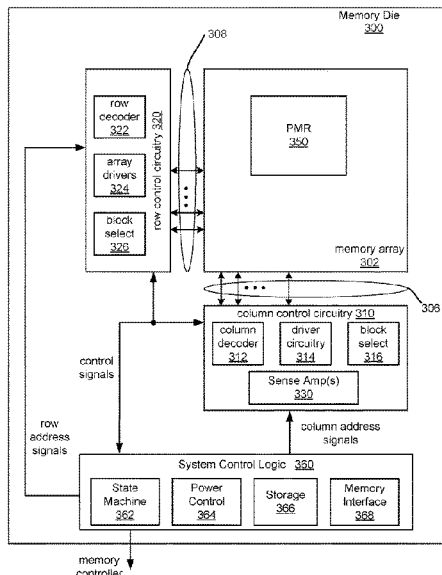 Memory Die
300
308
row
decoder
322
array
drivers
324
block
select
326
row control circuitry 320
PMR
350
memory array
302
306
column control circuitry 310
column
decoder
312
driver
circuitry
314
block
select
316
Sense Amp(s)
330
control
signals
row
address
signals
column address
signals
System Control Logic 360
State
Machine
362
Power
Control
364
Storage
366
Memory
Interface
368
memory
controller